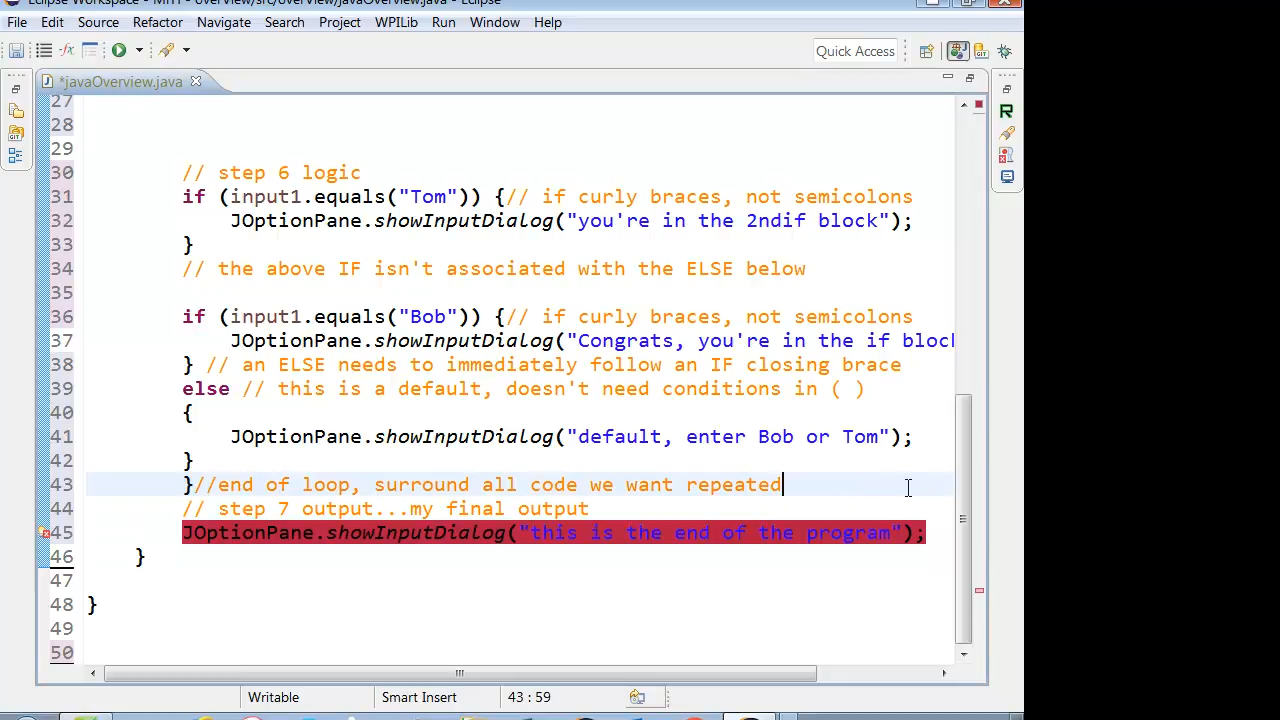 Eclipse Workspace - MHT - overview/src/overview/javaOverview.java - Eclipse
File Edit Source Refactor Navigate Search Project WPILib Run Window Help
Quick Access
*javaOverview.java
27
28
29
30 // step 6 logic
31 if (input1.equals("Tom")) {// if curly braces, not semicolons
32 JOptionPane.showInputDialog("you're in the 2ndif block");
33 }
34 // the above IF isn't associated with the ELSE below
35
36 if (input1.equals("Bob")) {// if curly braces, not semicolons
37 JOptionPane.showInputDialog("Congrats, you're in the if block
38 } // an ELSE needs to immediately follow an IF closing brace
39 else // this is a default, doesn't need conditions in ( )
40 {
41 JOptionPane.showInputDialog("default, enter Bob or Tom");
42 }
43 }//end of loop, surround all code we want repeated
44 // step 7 output...my final output
45 JOptionPane.showInputDialog("this is the end of the program");
46 }
47
48 }
49
50
Writable Smart Insert 43 : 59